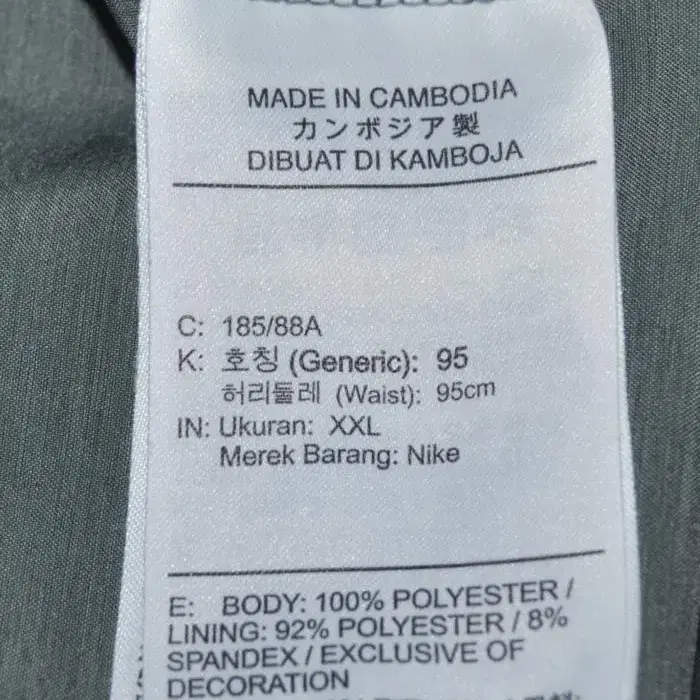 MADE IN CAMBODIA
カンボジア製
DIBUAT DI KAMBOJA
C: 185/88A
K: 호칭 (Generic): 95
허리둘레 (Waist): 95cm
IN: Ukuran: XXL
Merek Barang: Nike
E: BODY: 100% POLYESTER /
LINING: 92% POLYESTER / 8%
SPANDEX / EXCLUSIVE OF
DECORATION